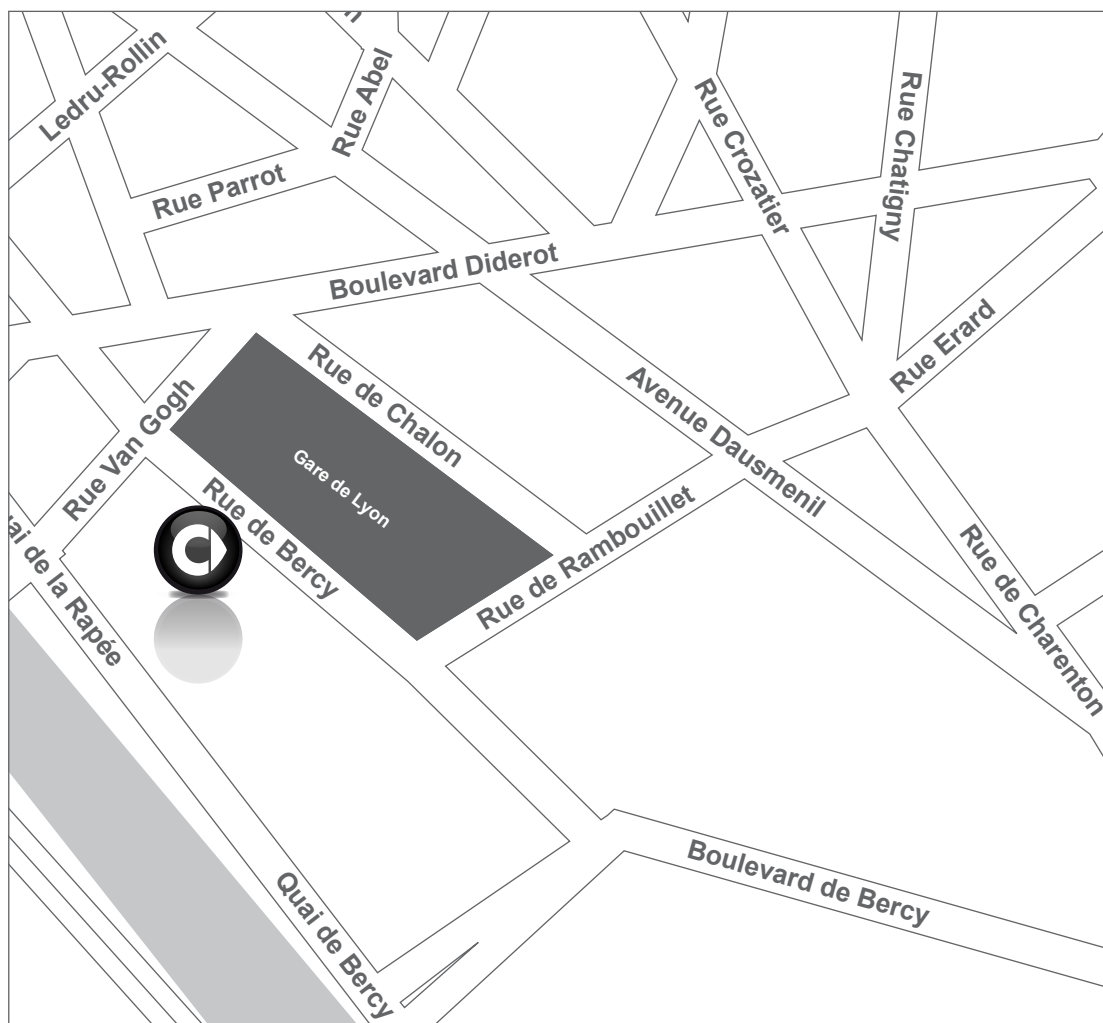 Ledru-Rollin
Rue Abel
Rue Parrot
Rue Crozatier
Rue Chatigny
Boulevard Diderot
Rue Erard
Rue de Chalon
Avenue Dausmenil
Rue Van Gogh
Gare de Lyon
Rue de Bercy
Rue de Rambouillet
Rue de Charenton
uai de la Rapée
Boulevard de Bercy
Quai de Bercy